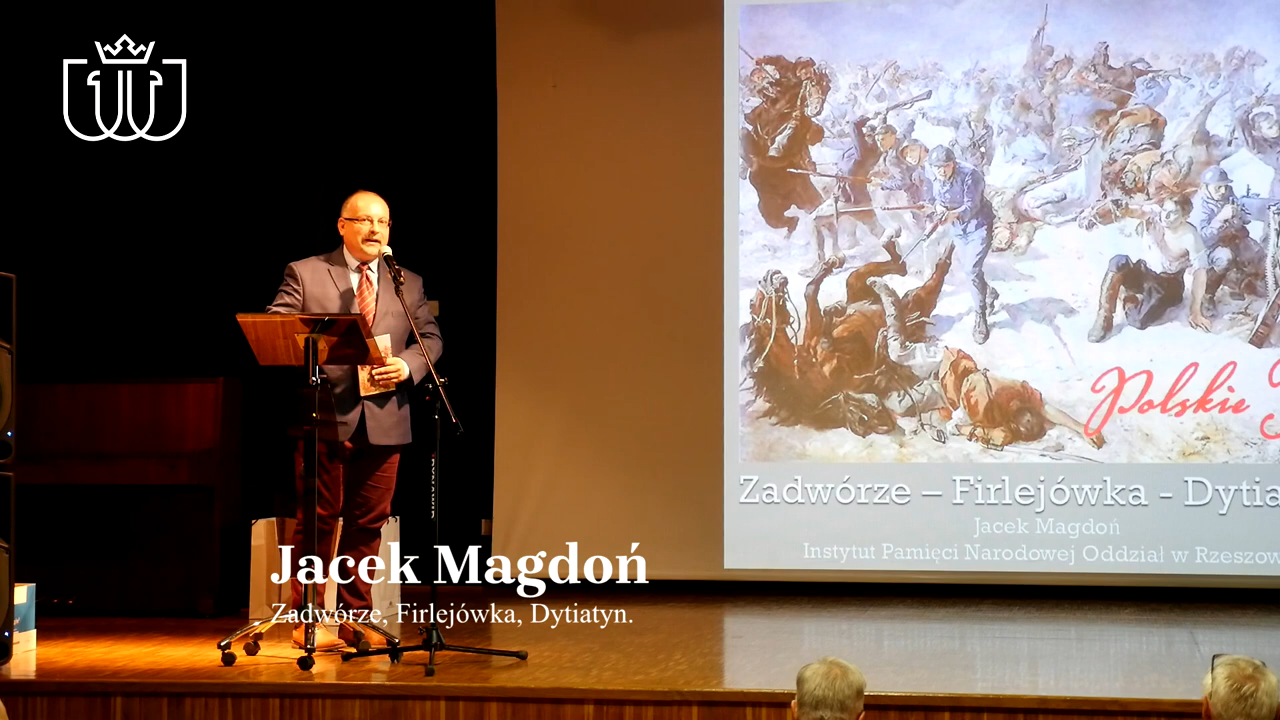 Polskie
Zadwórze – Firlejówka - Dytia
Jacek Magdoń
Instytut Pamięci Narodowej Oddział w Rzeszow
Jacek Magdoń
Zadwórze, Firlejówka, Dytiatyn.